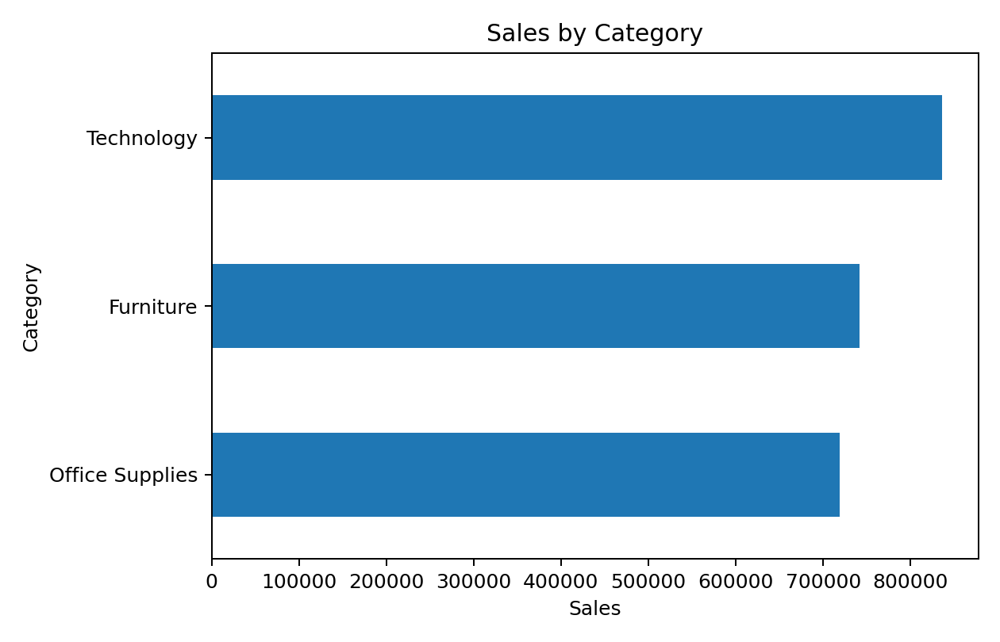 Sales by Category
Technology
Furniture
Office Supplies
Category
0 100000 200000 300000 400000 500000 600000 700000 800000
Sales